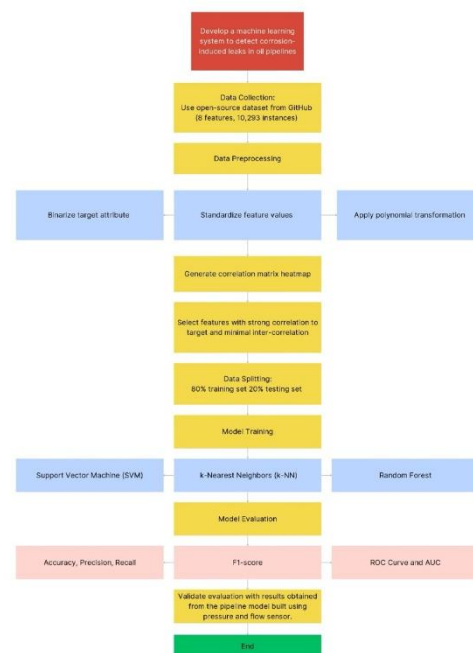 Develop a machine learning
system to detect corrosion-
induced leaks in oil pipelines
Data Collection:
Use open-source dataset from GitHub
(8 features, 10,293 instances)
Data Preprocessing
Binarize target attribute
Standardize feature values
Apply polynomial transformation
Generate correlation matrix heatmap
Select features with strong correlation to
target and minimal inter-correlation
Data Splitting:
80% training set 20% testing set
Model Training
Support Vector Machine (SVM)
k-Nearest Neighbors (k-NN)
Random Forest
Model Evaluation
Accuracy, Precision, Recall
F1-score
ROC Curve and AUC
Validate evaluation with results obtained
from the pipeline model built using
pressure and flow sensor.
End